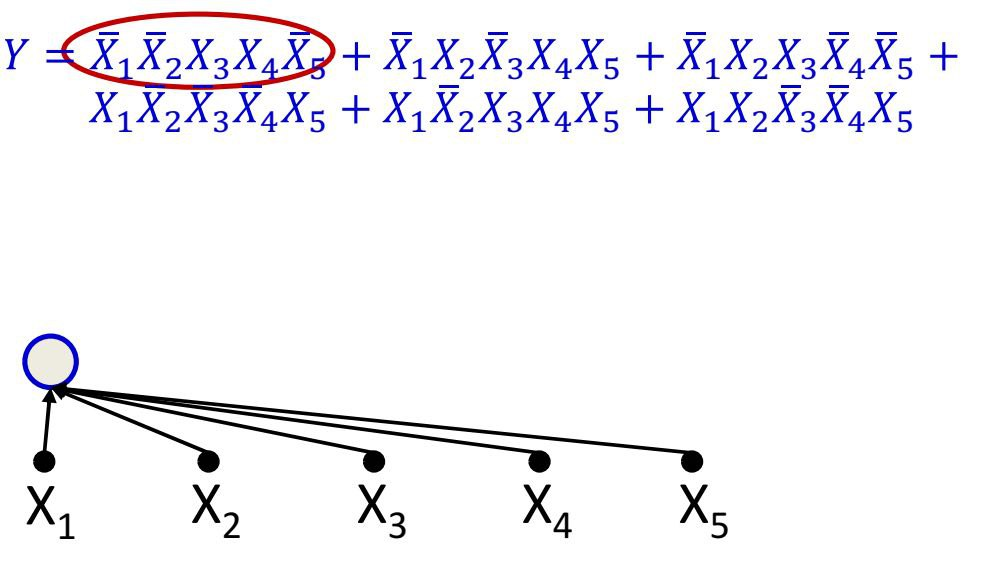 Y = X̅₁X̅₂X₃X₄X̅₅ + X̅₁X₂X̅₃X₄X₅ + X̅₁X₂X₃X̅₄X̅₅ +
X₁X̅₂X̅₃X̅₄X₅ + X₁X̅₂X₃X₄X₅ + X₁X₂X̅₃X̅₄X₅
X₁ X₂ X₃ X₄ X₅